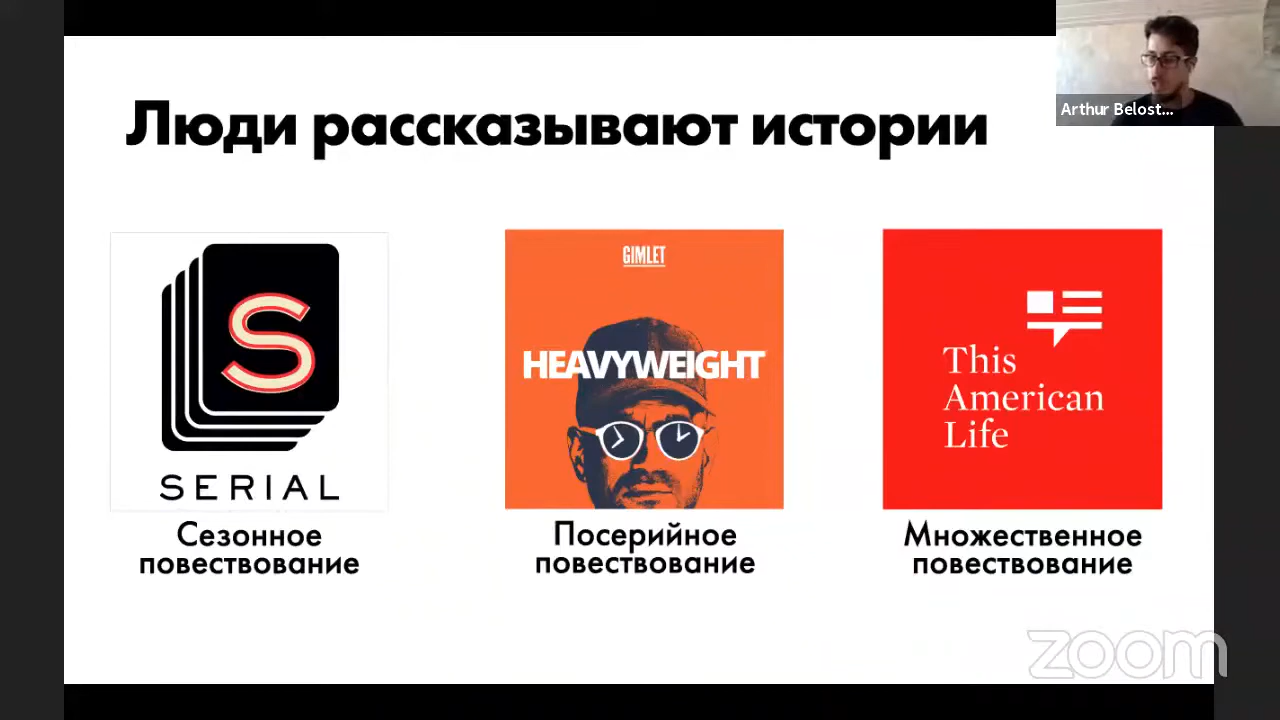 Люди рассказывают истории
Arthur Belost...
S
SERIAL
Сезонное
повествование
GIMLET
HEAVYWEIGHT
Посерийное
повествование
This
American
Life
Множественное
повествование
zoom